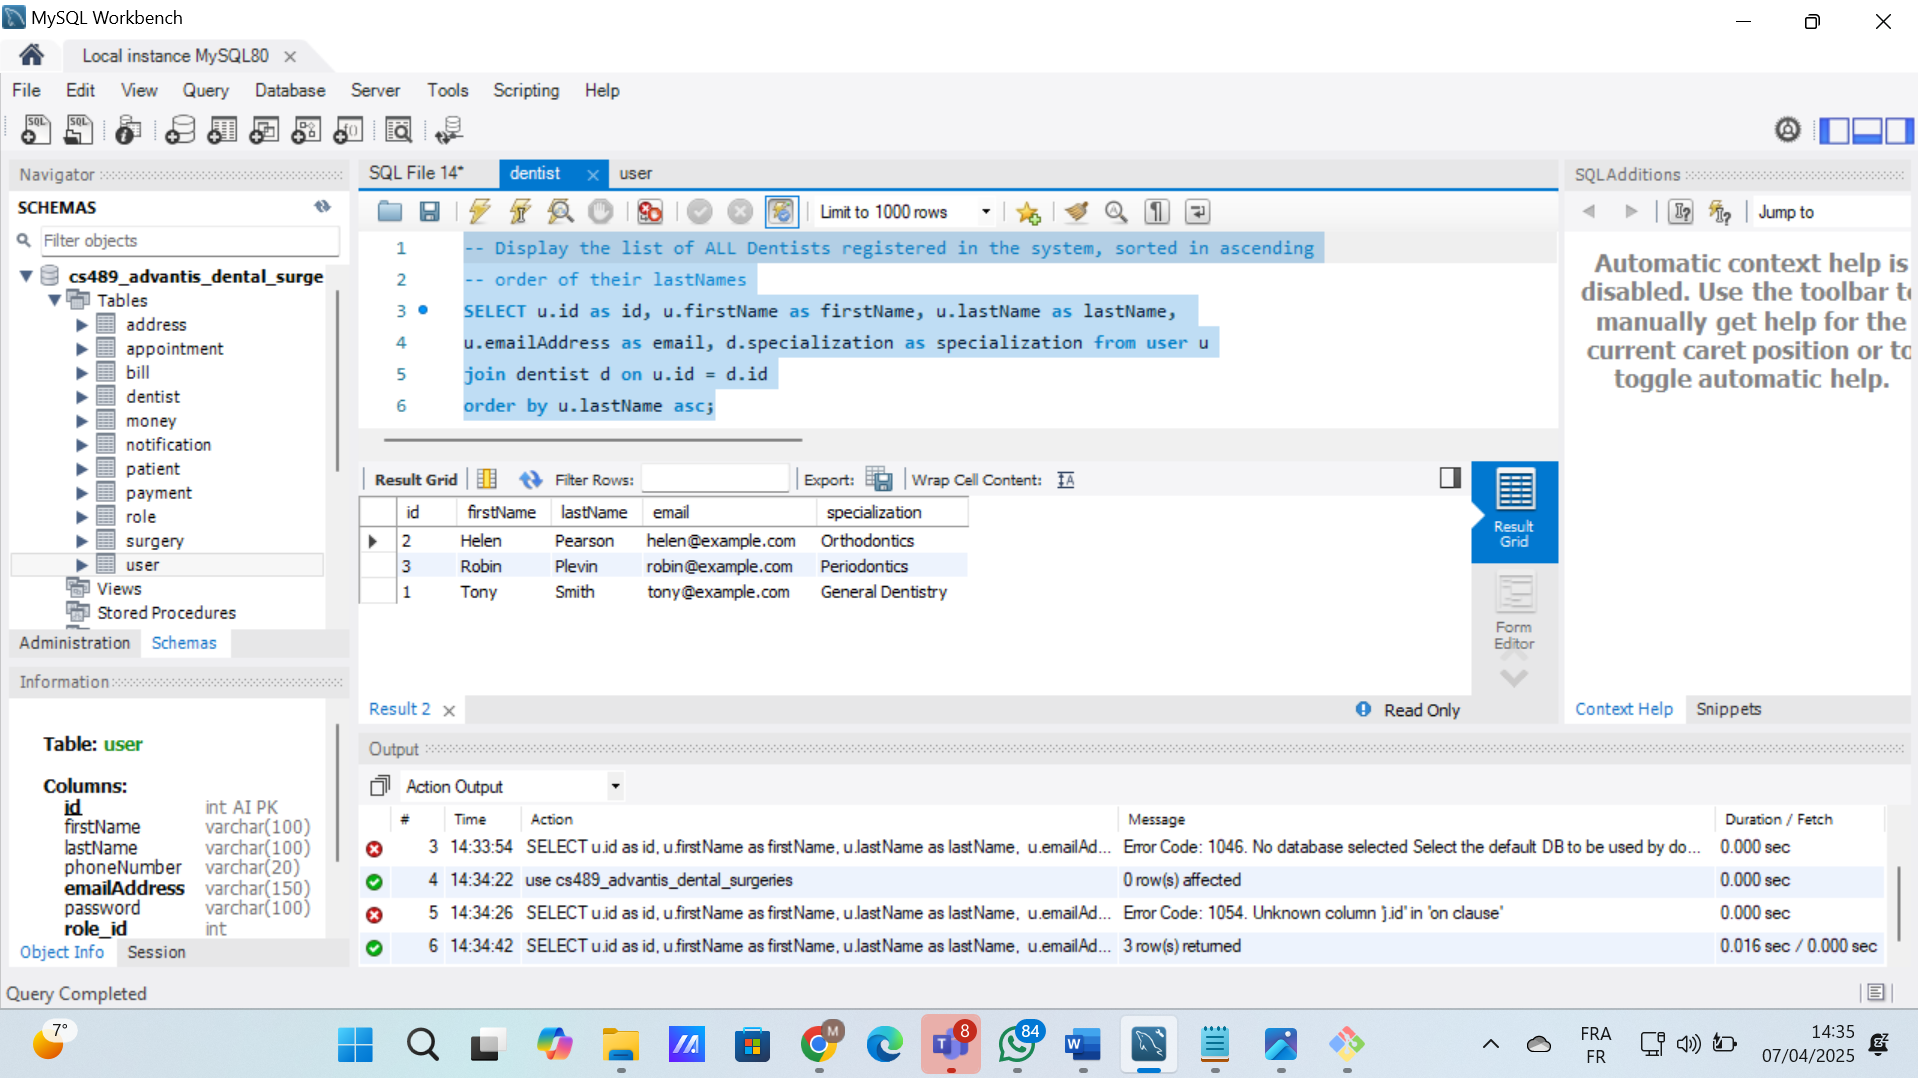 MySQL Workbench
Local instance MySQL80
File Edit View Query Database Server Tools Scripting Help
Navigator
SCHEMAS
Filter objects
cs489_advantis_dental_surge
Tables
address
appointment
bill
dentist
money
notification
patient
payment
role
surgery
user
Views
Stored Procedures
Administration Schemas
Information
Table: user
Columns:
id int AI PK
firstName varchar(100)
lastName varchar(100)
phoneNumber varchar(20)
emailAddress varchar(150)
password varchar(100)
role_id int
Object Info Session
SQL File 14* dentist user
Limit to 1000 rows
1 -- Display the list of ALL Dentists registered in the system, sorted in ascending
2 -- order of their lastNames
3 SELECT u.id as id, u.firstName as firstName, u.lastName as lastName,
4 u.emailAddress as email, d.specialization as specialization from user u
5 join dentist d on u.id = d.id
6 order by u.lastName asc;
Result Grid Filter Rows: Export: Wrap Cell Content:
id firstName lastName email specialization
2 Helen Pearson helen@example.com Orthodontics
3 Robin Plevin robin@example.com Periodontics
1 Tony Smith tony@example.com General Dentistry
Result
Grid
Form
Editor
Result 2
Read Only
SQLAdditions
Jump to
Automatic context help is
disabled. Use the toolbar to
manually get help for the
current caret position or to
toggle automatic help.
Context Help Snippets
Output
Action Output
# Time Action Message Duration / Fetch
3 14:33:54 SELECT u.id as id, u.firstName as firstName, u.lastName as lastName, u.emailAd... Error Code: 1046. No database selected Select the default DB to be used by do... 0.000 sec
4 14:34:22 use cs489_advantis_dental_surgeries 0 row(s) affected 0.000 sec
5 14:34:26 SELECT u.id as id, u.firstName as firstName, u.lastName as lastName, u.emailAd... Error Code: 1054. Unknown column 'j.id' in 'on clause' 0.000 sec
6 14:34:42 SELECT u.id as id, u.firstName as firstName, u.lastName as lastName, u.emailAd... 3 row(s) returned 0.016 sec / 0.000 sec
Query Completed
7°
M
8
84
FRA
FR
14:35
07/04/2025